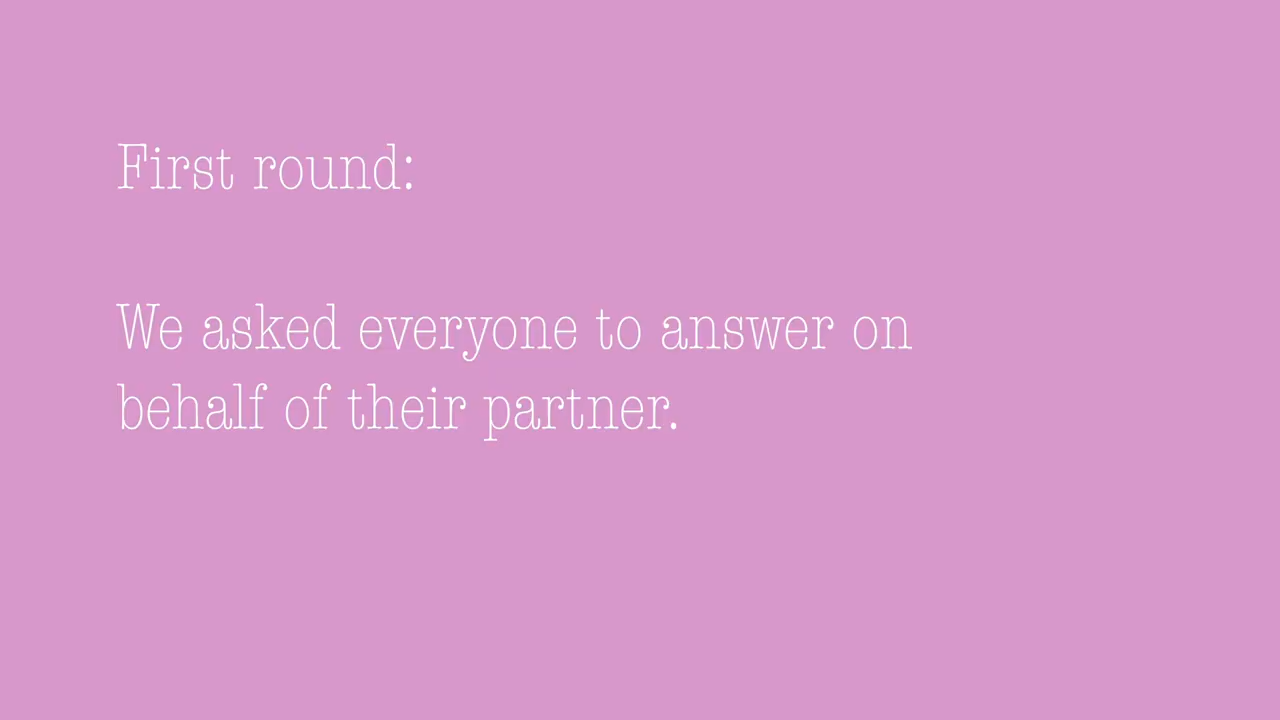 First round:
We asked everyone to answer on
behalf of their partner.